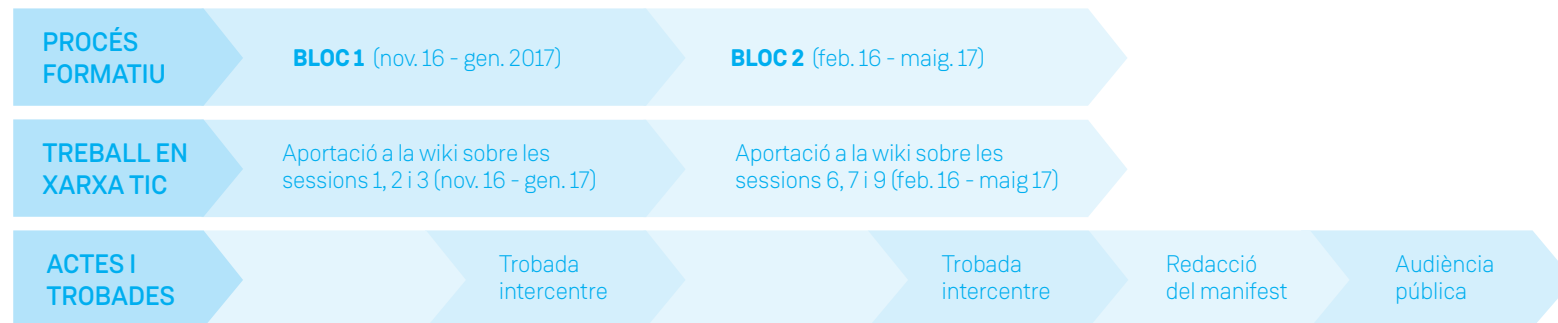 PROCÉS
FORMATIU
BLOC 1 (nov. 16 - gen. 2017)
BLOC 2 (feb. 16 - maig. 17)
TREBALL EN
XARXA TIC
Aportació a la wiki sobre les
sessions 1, 2 i 3 (nov. 16 - gen. 17)
Aportació a la wiki sobre les
sessions 6, 7 i 9 (feb. 16 - maig 17)
ACTES I
TROBADES
Trobada
intercentre
Trobada
intercentre
Redacció
del manifest
Audiència
pública